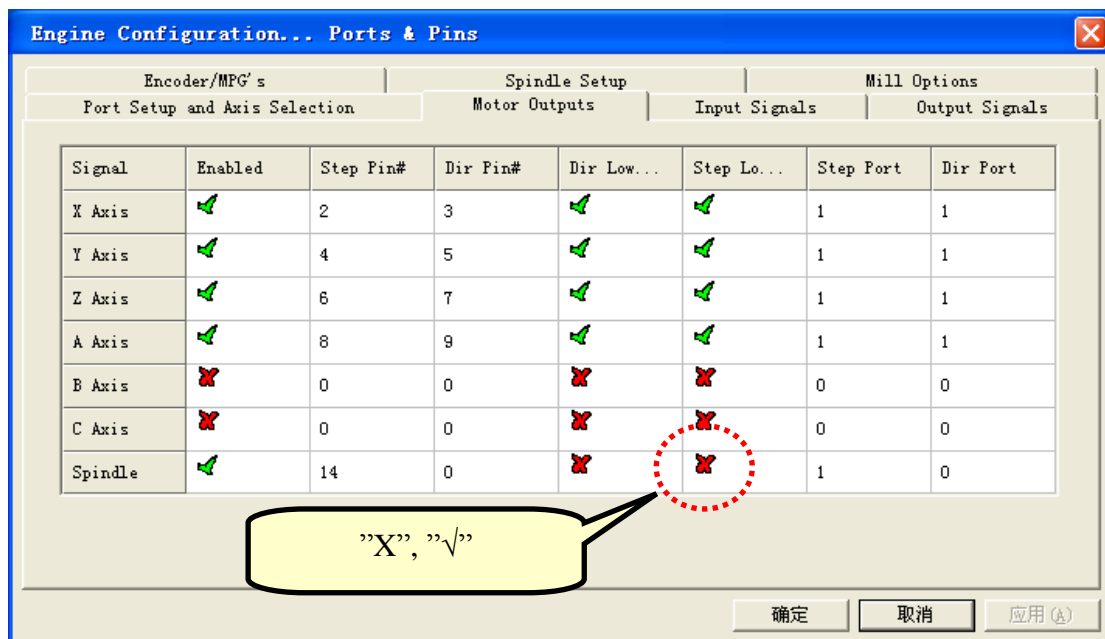 Engine Configuration... Ports & Pins
Encoder/MPG's Spindle Setup Mill Options
Port Setup and Axis Selection Motor Outputs Input Signals Output Signals
Signal Enabled Step Pin# Dir Pin# Dir Low... Step Lo... Step Port Dir Port
X Axis 2 3 1 1
Y Axis 4 5 1 1
Z Axis 6 7 1 1
A Axis 8 9 1 1
B Axis 0 0 0 0
C Axis 0 0 0 0
Spindle 14 0 1 0
”X”, ”√”
确定 取消 应用(A)